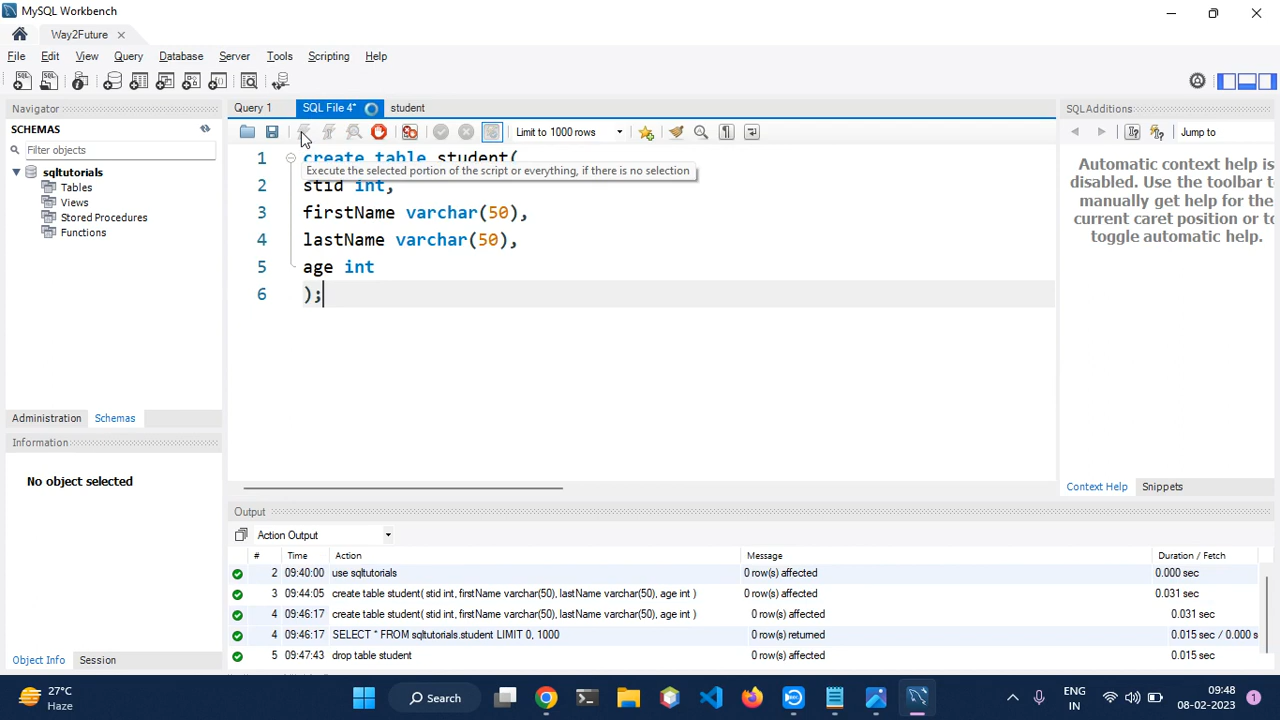 MySQL Workbench
Way2Future
File Edit View Query Database Server Tools Scripting Help
Navigator
SCHEMAS
Filter objects
sqltutorials
Tables
Views
Stored Procedures
Functions
Administration Schemas
Information
No object selected
Object Info Session
Query 1 SQL File 4* student
Limit to 1000 rows
1 create table student(
Execute the selected portion of the script or everything, if there is no selection
2 stid int,
3 firstName varchar(50),
4 lastName varchar(50),
5 age int
6 );
SQLAdditions
Jump to
Automatic context help is
disabled. Use the toolbar t
manually get help for the
current caret position or to
toggle automatic help.
Context Help Snippets
Output
Action Output
# Time Action Message Duration / Fetch
2 09:40:00 use sqltutorials 0 row(s) affected 0.000 sec
3 09:44:05 create table student( stid int, firstName varchar(50), lastName varchar(50), age int ) 0 row(s) affected 0.031 sec
4 09:46:17 create table student( stid int, firstName varchar(50), lastName varchar(50), age int ) 0 row(s) affected 0.031 sec
4 09:46:17 SELECT * FROM sqltutorials.student LIMIT 0, 1000 0 row(s) returned 0.015 sec / 0.000 s
5 09:47:43 drop table student 0 row(s) affected 0.015 sec
27°C
Haze
Search
ENG
IN
09:48
08-02-2023
1